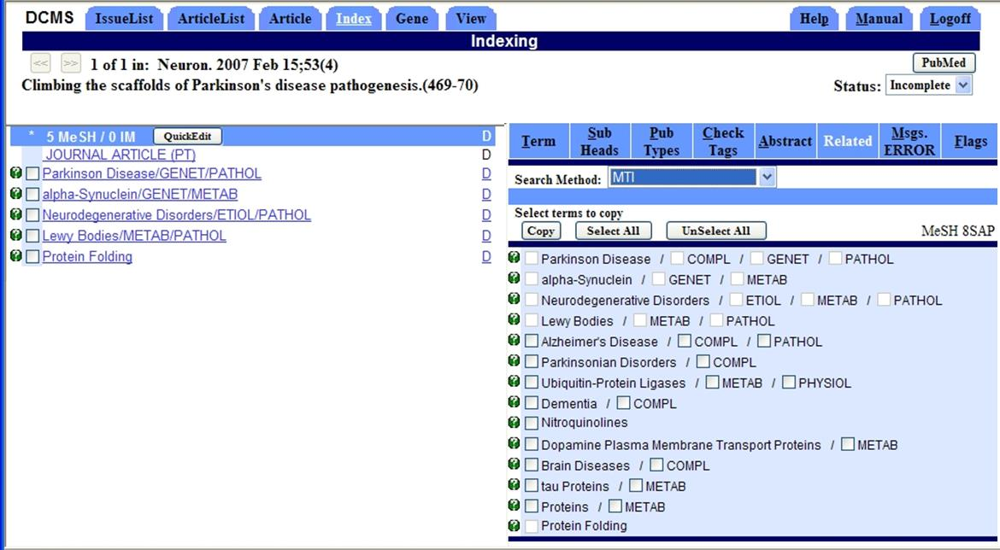 DCMS IssueList ArticleList Article Index Gene View Help Manual Logoff
Indexing
<< >> 1 of 1 in: Neuron. 2007 Feb 15;53(4) PubMed
Climbing the scaffolds of Parkinson's disease pathogenesis.(469-70) Status: Incomplete
* 5 MeSH / 0 IM QuickEdit D
JOURNAL ARTICLE (PT) D
Parkinson Disease/GENET/PATHOL D
alpha-Synuclein/GENET/METAB D
Neurodegenerative Disorders/ETIOL/PATHOL D
Lewy Bodies/METAB/PATHOL D
Protein Folding D
Term Sub Heads Pub Types Check Tags Abstract Related Msgs. ERROR Flags
Search Method: MTI
Select terms to copy
Copy Select All UnSelect All MeSH 8SAP
Parkinson Disease / COMPL / GENET / PATHOL
alpha-Synuclein / GENET / METAB
Neurodegenerative Disorders / ETIOL / METAB / PATHOL
Lewy Bodies / METAB / PATHOL
Alzheimer's Disease / COMPL / PATHOL
Parkinsonian Disorders / COMPL
Ubiquitin-Protein Ligases / METAB / PHYSIOL
Dementia / COMPL
Nitroquinolines
Dopamine Plasma Membrane Transport Proteins / METAB
Brain Diseases / COMPL
tau Proteins / METAB
Proteins / METAB
Protein Folding